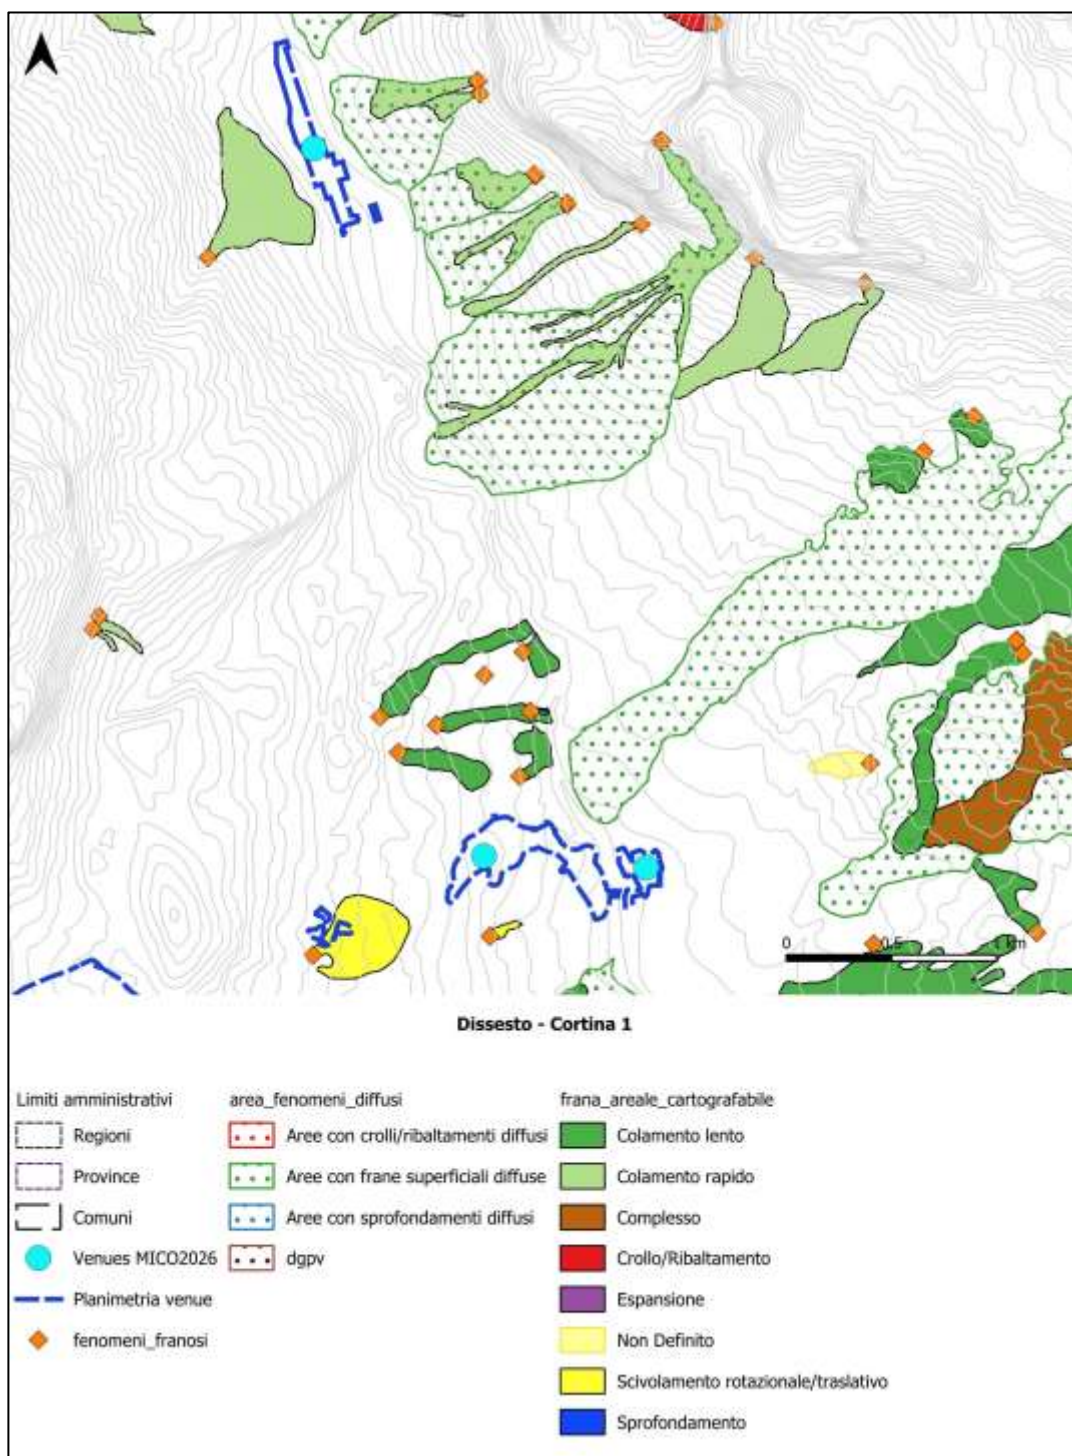 0 0.5 1 km
Dissesto - Cortina 1
Limiti amministrativi
Regioni
Province
Comuni
Venues MICO2026
Planimetria venue
fenomeni_franosi
area_fenomeni_diffusi
Aree con crolli/ribaltamenti diffusi
Aree con frane superficiali diffuse
Aree con sprofondamenti diffusi
dgpv
frana_areale_cartografabile
Colamento lento
Colamento rapido
Complesso
Crollo/Ribaltamento
Espansione
Non Definito
Scivolamento rotazionale/traslativo
Sprofondamento